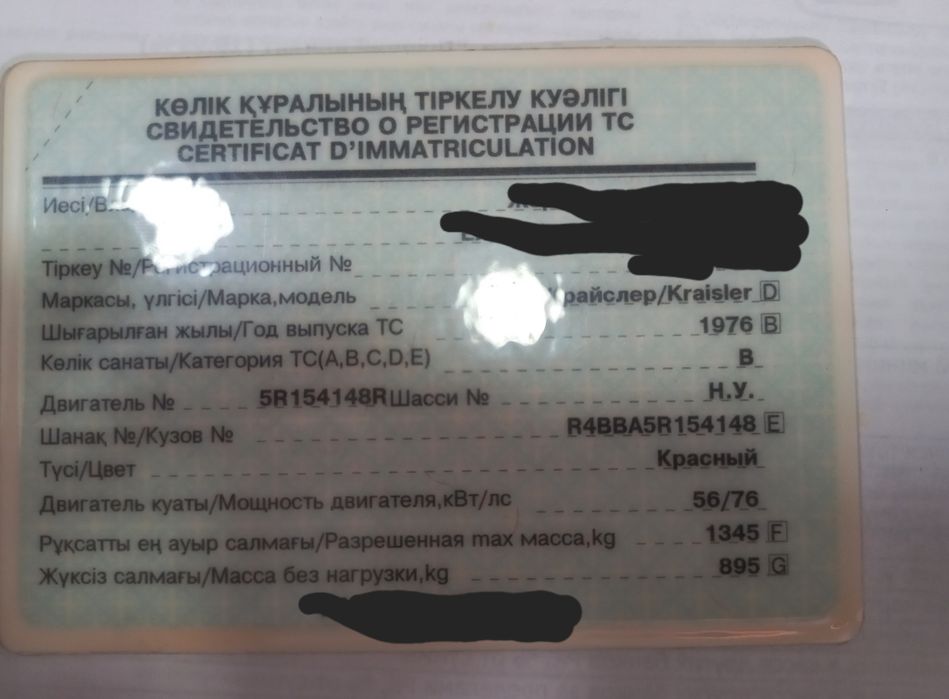 КӨЛІК ҚҰРАЛЫНЫҢ ТІРКЕЛУ КУӘЛІГІ
СВИДЕТЕЛЬСТВО О РЕГИСТРАЦИИ ТС
CERTIFICAT D'IMMATRICULATION
Иесі/
Тіркеу №/Регистрационный №
Маркасы, үлгісі/Марка,модель /Kraisler D
Шығарылған жылы/Год выпуска ТС 1976 B
Көлік санаты/Категория ТС(A,B,C,D,E) B
Двигатель № 5R154148R Шасси № Н.У.
Шанақ №/Кузов № R4BBA5R154148 E
Түсі/Цвет Красный
Двигатель куаты/Мощность двигателя,кВт/лс 56/76
Рұқсатты ең ауыр салмағы/Разрешенная max масса,kg 1345 F
Жүксіз салмағы/Масса без нагрузки,kg 895 G